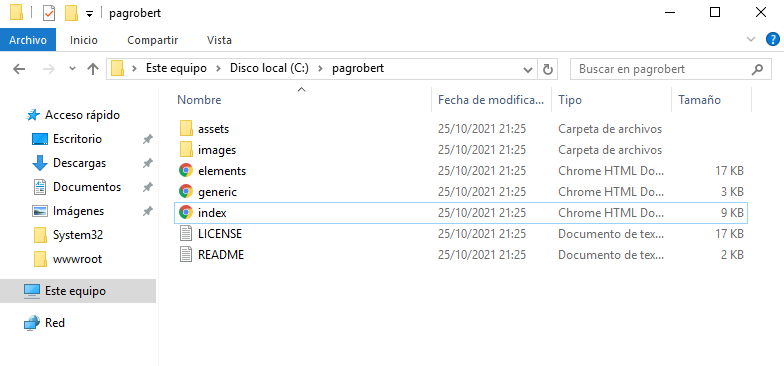 pagrobert
Archivo Inicio Compartir Vista
Este equipo Disco local (C:) pagrobert Buscar en pagrobert
Nombre Fecha de modifica... Tipo Tamaño
Acceso rápido
Escritorio
Descargas
Documentos
Imágenes
System32
wwwroot
Este equipo
Red
assets 25/10/2021 21:25 Carpeta de archivos
images 25/10/2021 21:25 Carpeta de archivos
elements 25/10/2021 21:25 Chrome HTML Do... 17 KB
generic 25/10/2021 21:25 Chrome HTML Do... 3 KB
index 25/10/2021 21:25 Chrome HTML Do... 9 KB
LICENSE 25/10/2021 21:25 Documento de tex... 17 KB
README 25/10/2021 21:25 Documento de tex... 2 KB